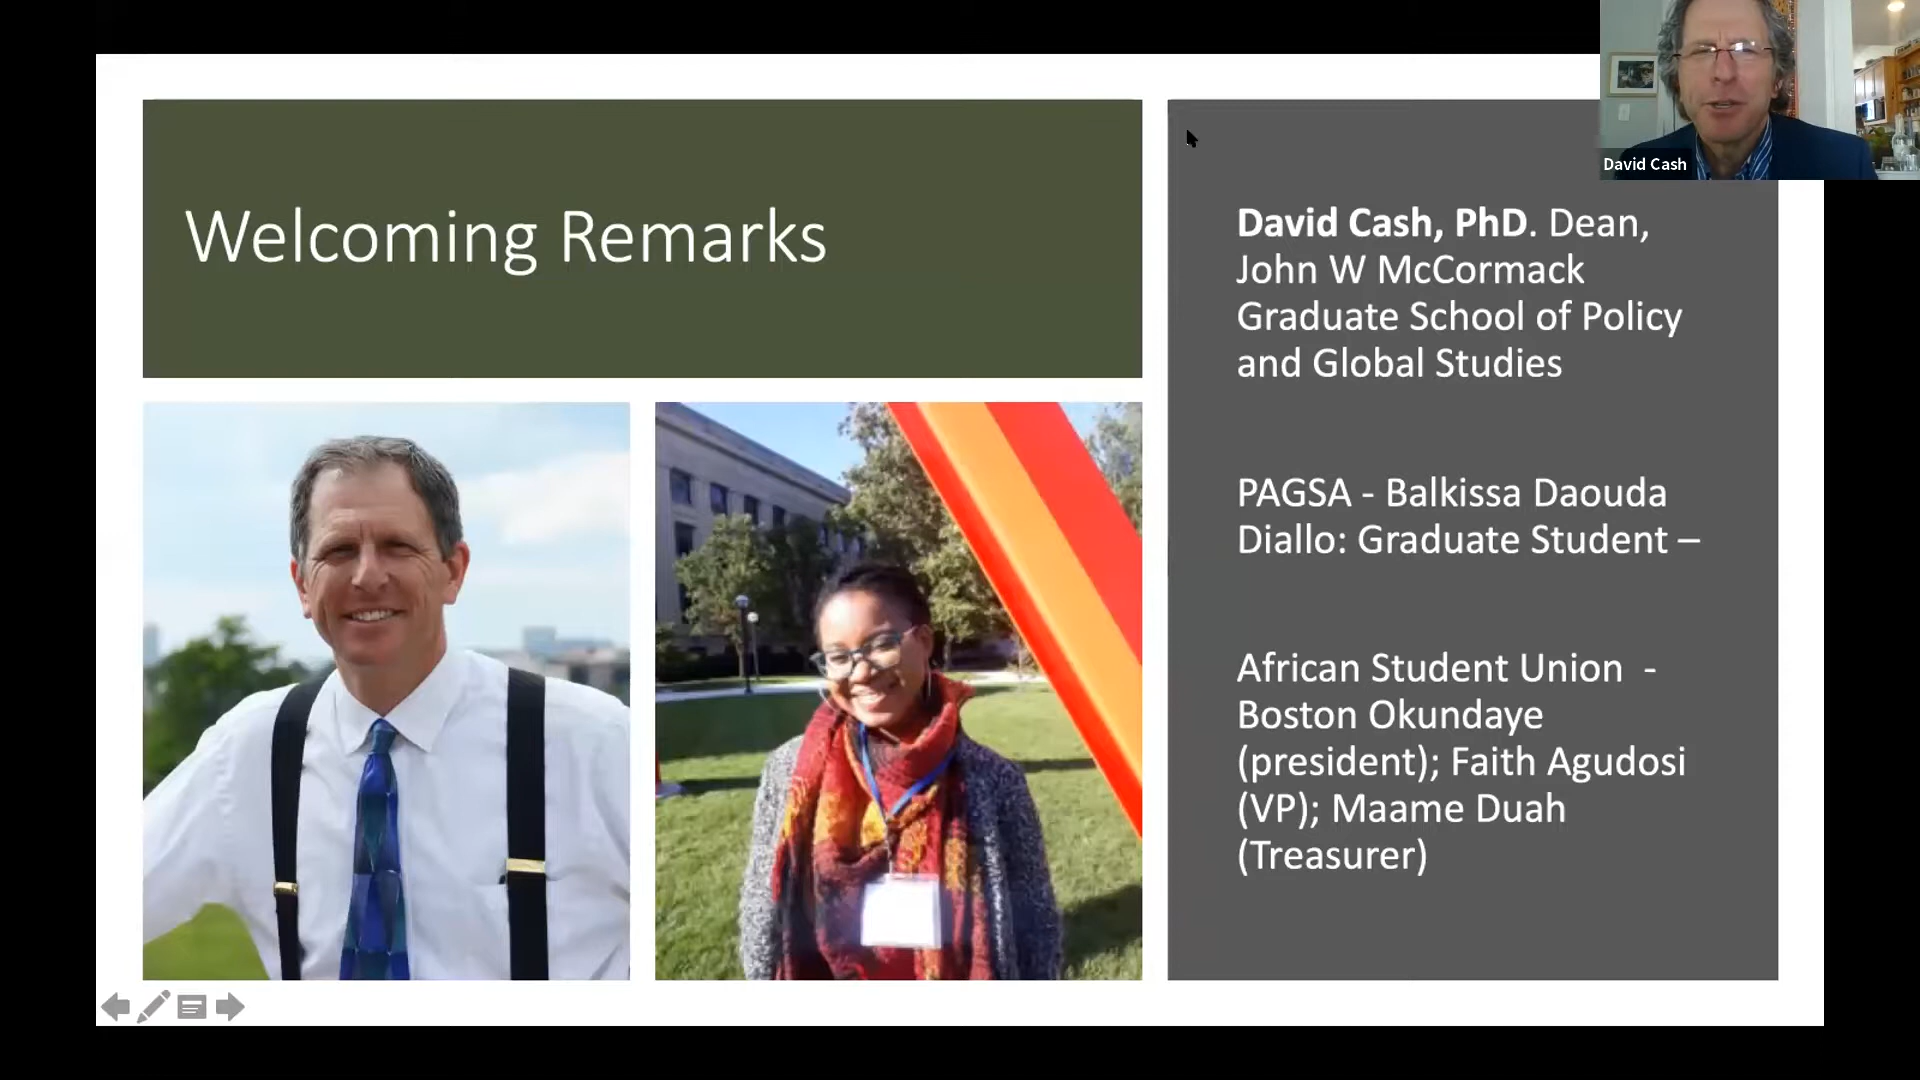 Welcoming Remarks
David Cash
David Cash, PhD. Dean,
John W McCormack
Graduate School of Policy
and Global Studies
PAGSA - Balkissa Daouda
Diallo: Graduate Student –
African Student Union  -
Boston Okundaye
(president); Faith Agudosi
(VP); Maame Duah
(Treasurer)